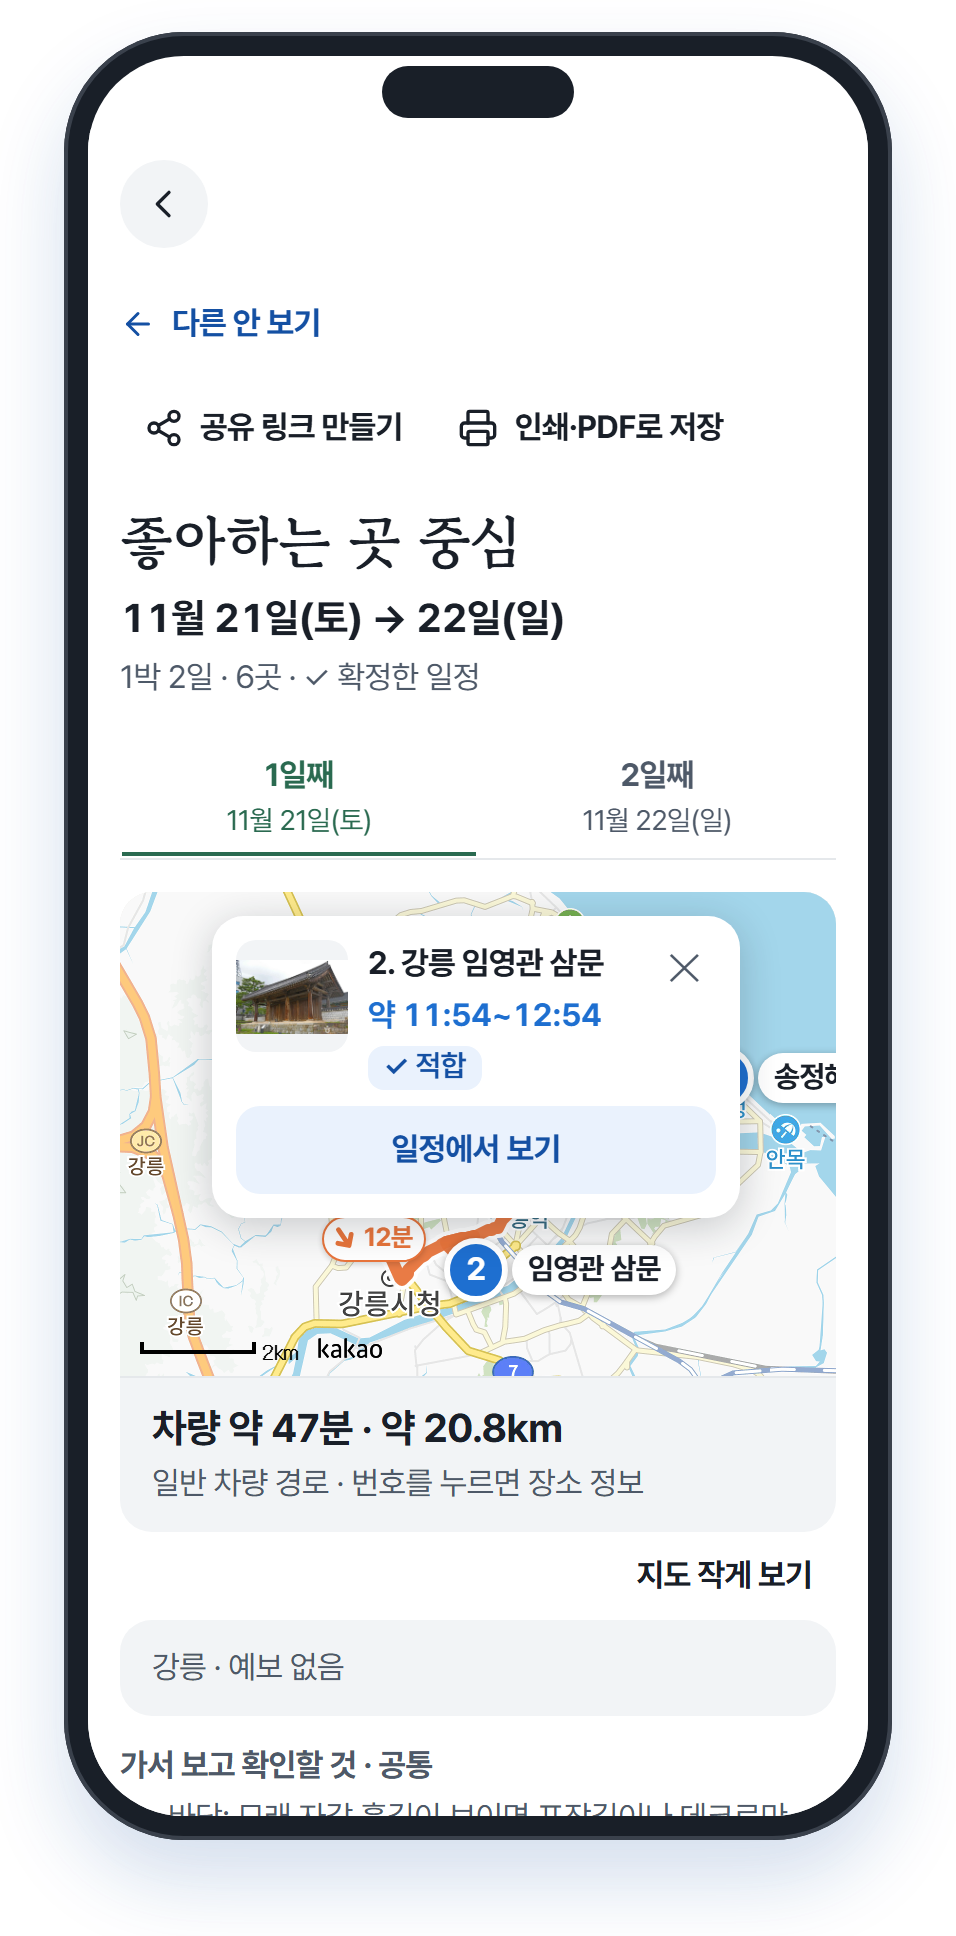 다른 안 보기
공유 링크 만들기
인쇄·PDF로 저장
좋아하는 곳 중심
11월 21일(토) → 22일(일)
1박 2일 · 6곳 · ✓ 확정한 일정
1일째
11월 21일(토)
2일째
11월 22일(일)
2. 강릉 임영관 삼문
약 11:54~12:54
✓ 적합
일정에서 보기
송정해
안목
JC
강릉
12분
2
임영관 삼문
강릉시청
IC
강릉
2km
kakao
7
차량 약 47분 · 약 20.8km
일반 차량 경로 · 번호를 누르면 장소 정보
지도 작게 보기
강릉 · 예보 없음
가서 보고 확인할 것 · 공통